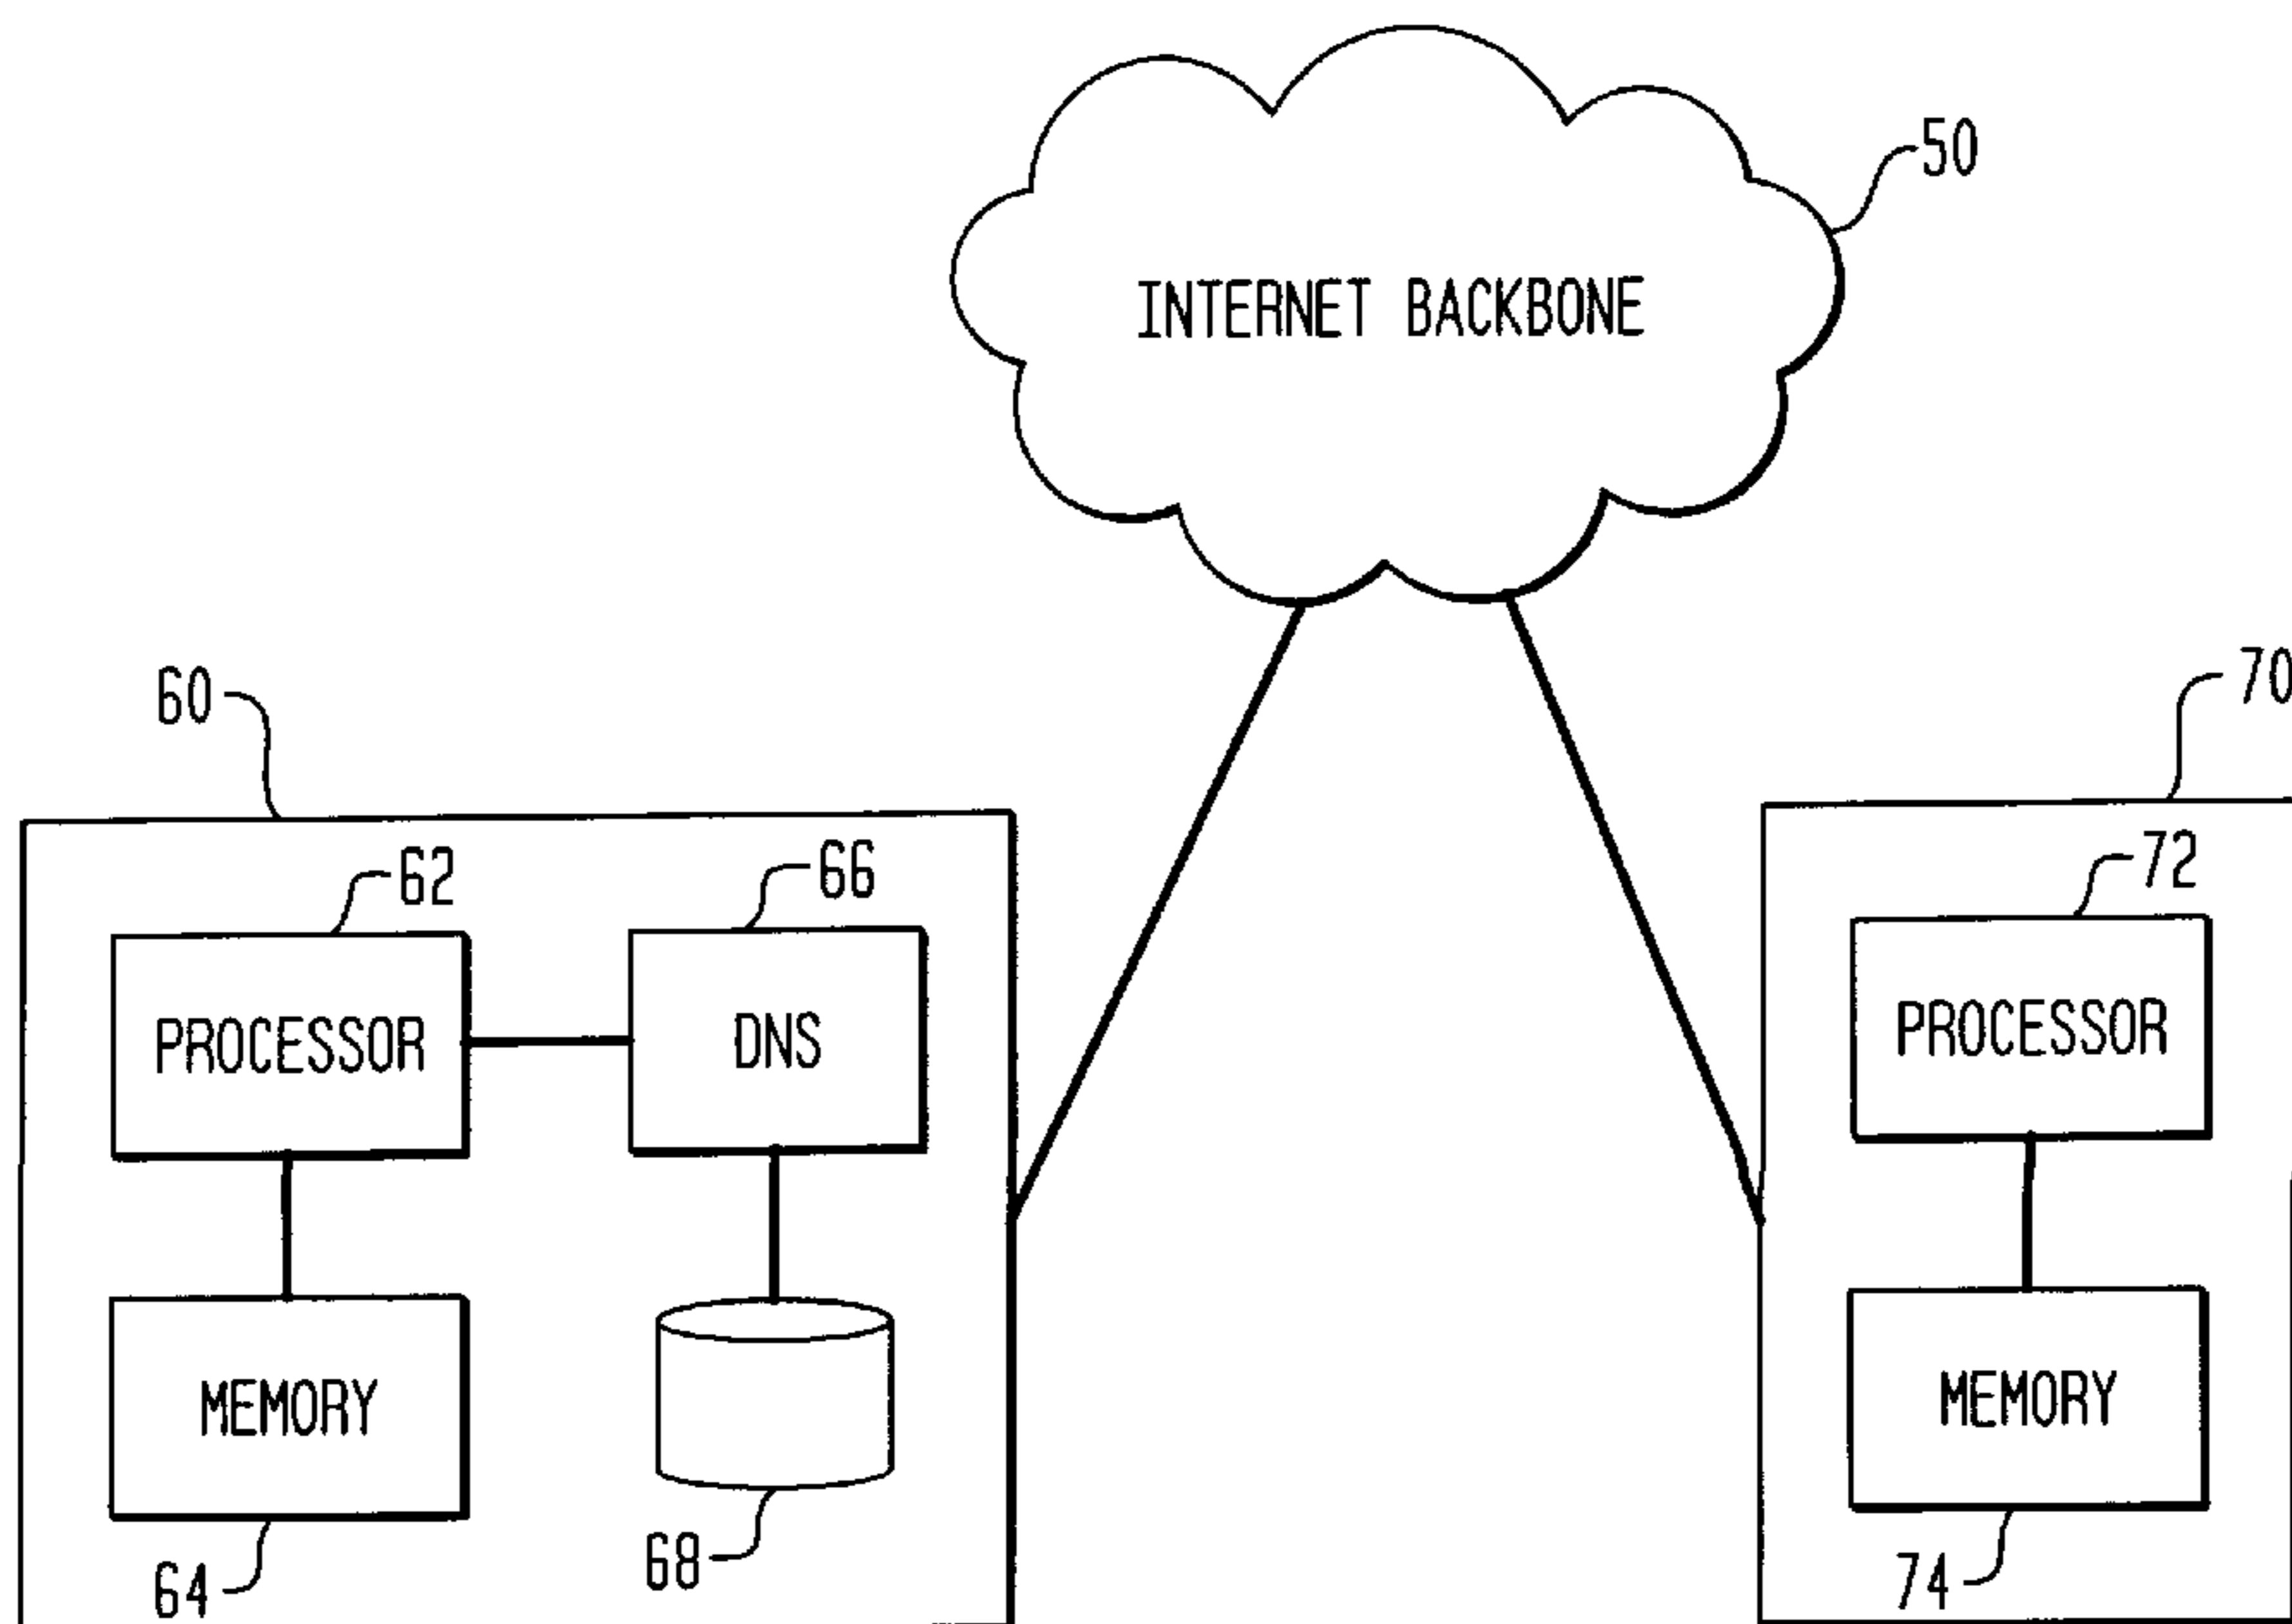 50
INTERNET BACKBONE
60
70
62
66
72
PROCESSOR
DNS
PROCESSOR
MEMORY
MEMORY
64
68
74